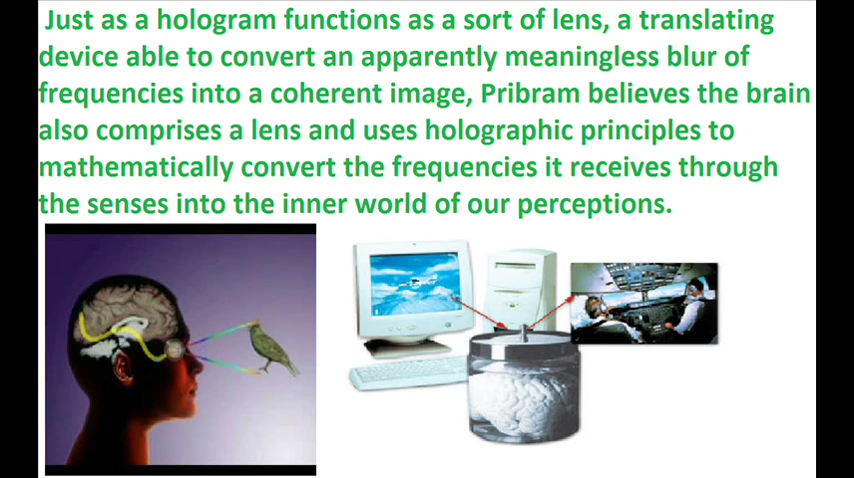 Just as a hologram functions as a sort of lens, a translating
device able to convert an apparently meaningless blur of
frequencies into a coherent image, Pribram believes the brain
also comprises a lens and uses holographic principles to
mathematically convert the frequencies it receives through
the senses into the inner world of our perceptions.